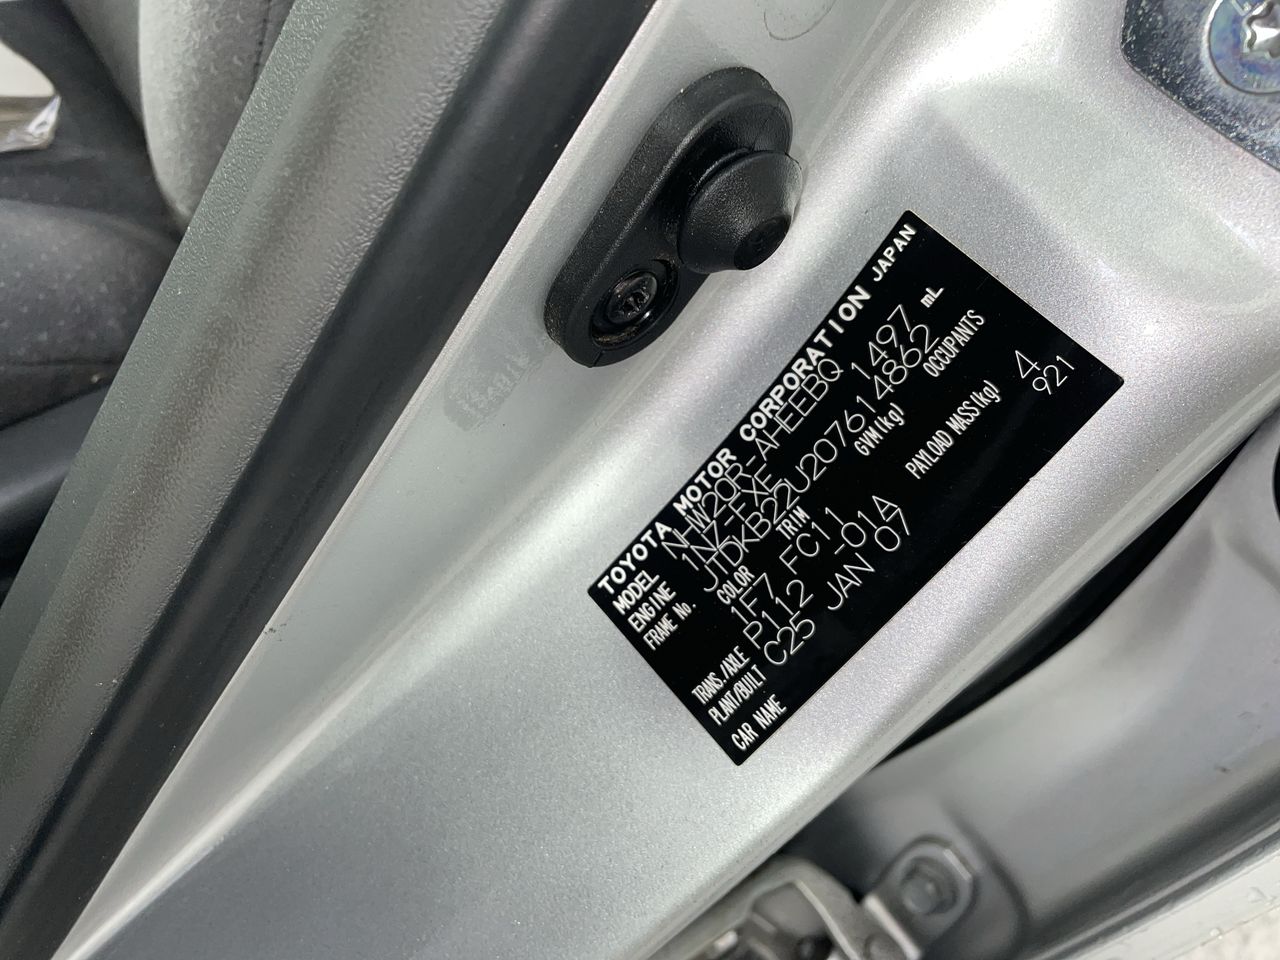 TOYOTA MOTOR CORPORATION JAPAN
MODEL NHW20R-AHEEBQ 1497 mL
ENGINE 1NZ-FXE
FRAME No. JTDKB22U207614862
COLOR TRIM GVM(kg) OCCUPANTS
1F7 FC11 4
TRANS./AXLE P112 -01A PAYLOAD MASS(kg) 921
PLANT/BUILT C25 JAN 07
CAR NAME